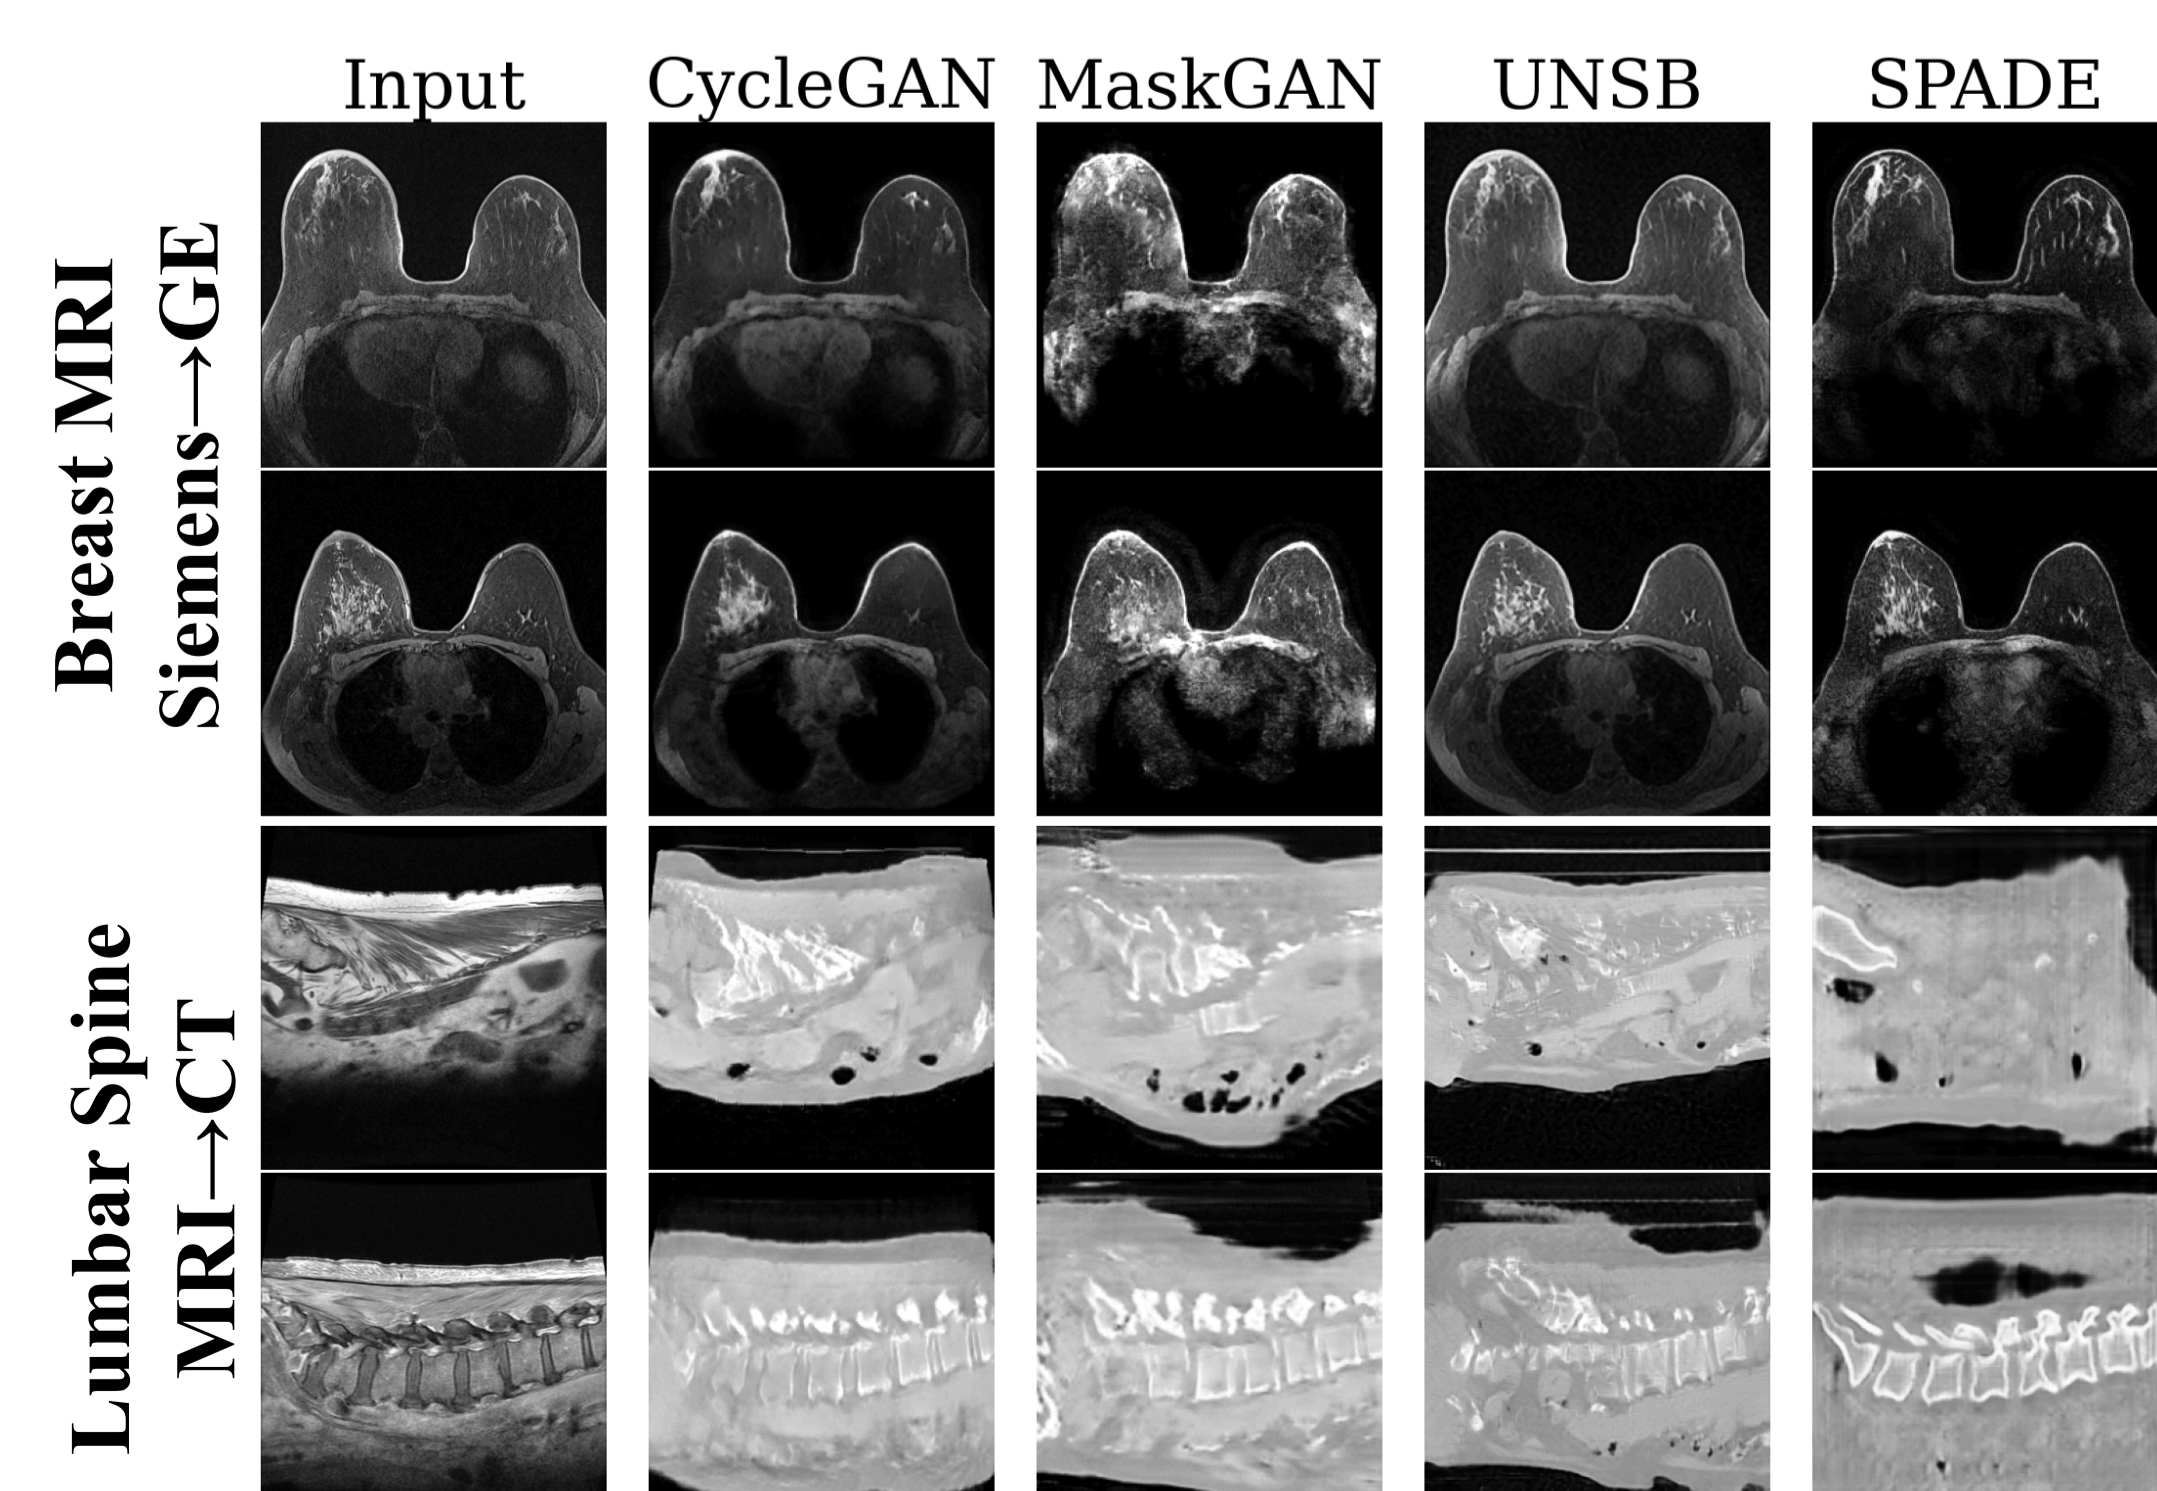 Input CycleGAN MaskGAN UNSB SPADE
Breast MRI
Siemens→GE
Lumbar Spine
MRI→CT